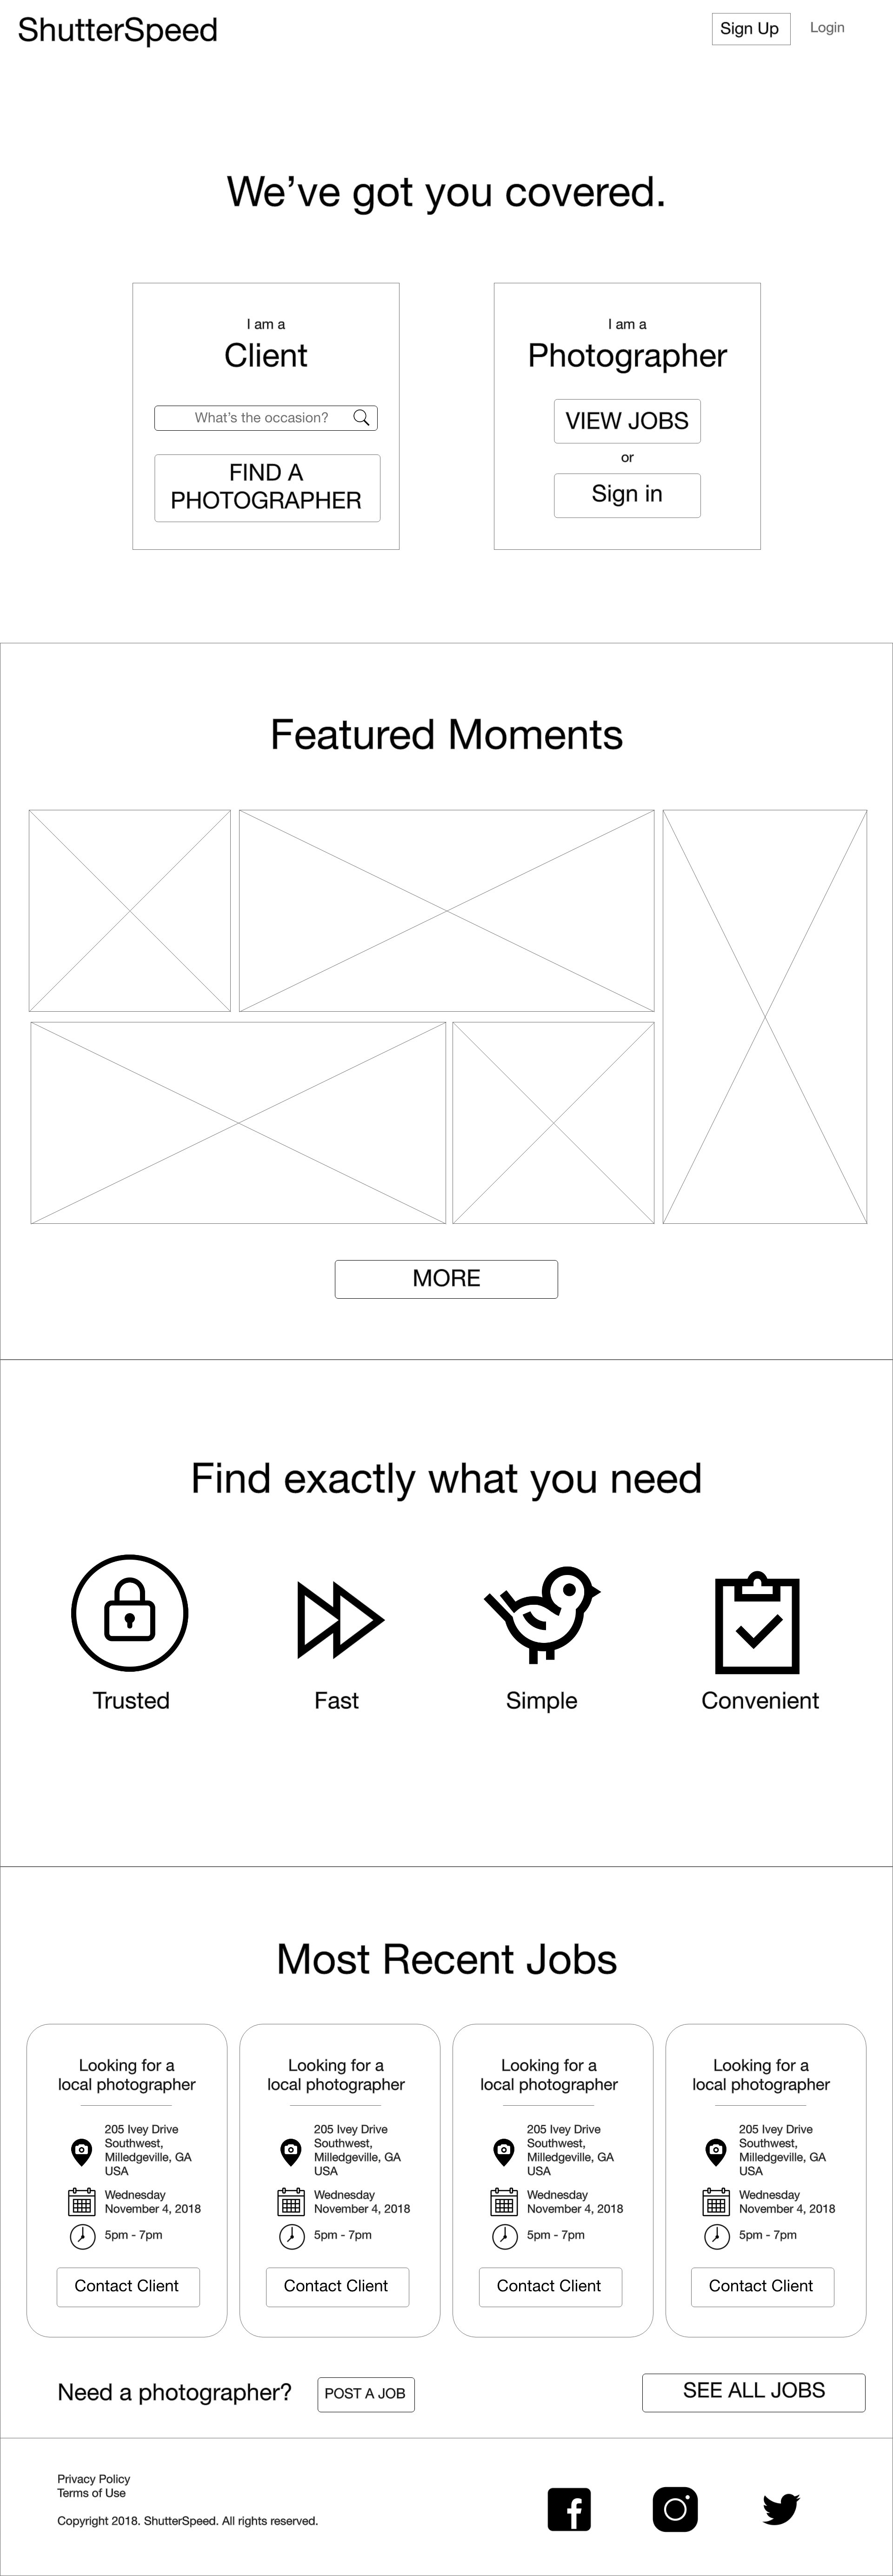 ShutterSpeed
Sign Up
Login
We’ve got you covered.
I am a
Client
What’s the occasion?
FIND A
PHOTOGRAPHER
I am a
Photographer
VIEW JOBS
or
Sign in
Featured Moments
MORE
Find exactly what you need
Trusted
Fast
Simple
Convenient
Most Recent Jobs
Looking for a
local photographer
205 Ivey Drive
Southwest,
Milledgeville, GA
USA
Wednesday
November 4, 2018
5pm - 7pm
Contact Client
Looking for a
local photographer
205 Ivey Drive
Southwest,
Milledgeville, GA
USA
Wednesday
November 4, 2018
5pm - 7pm
Contact Client
Looking for a
local photographer
205 Ivey Drive
Southwest,
Milledgeville, GA
USA
Wednesday
November 4, 2018
5pm - 7pm
Contact Client
Looking for a
local photographer
205 Ivey Drive
Southwest,
Milledgeville, GA
USA
Wednesday
November 4, 2018
5pm - 7pm
Contact Client
Need a photographer?
POST A JOB
SEE ALL JOBS
Privacy Policy
Terms of Use
Copyright 2018. ShutterSpeed. All rights reserved.